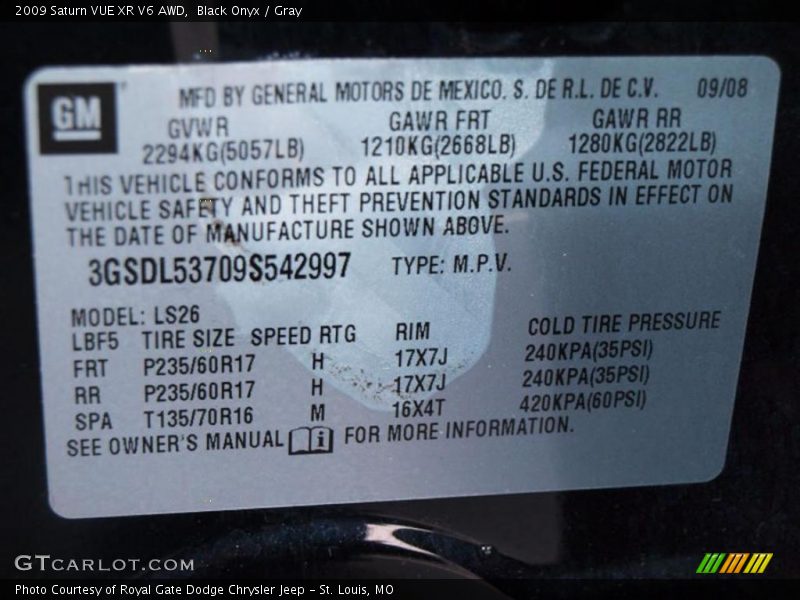 2009 Saturn VUE XR V6 AWD,  Black Onyx / Gray
GM
MFD BY GENERAL MOTORS DE MEXICO. S. DE R.L. DE C.V. 09/08
GVWR GAWR FRT GAWR RR
2294KG(5057LB) 1210KG(2668LB) 1280KG(2822LB)
THIS VEHICLE CONFORMS TO ALL APPLICABLE U.S. FEDERAL MOTOR
VEHICLE SAFETY AND THEFT PREVENTION STANDARDS IN EFFECT ON
THE DATE OF MANUFACTURE SHOWN ABOVE.
3GSDL53709S542997 TYPE: M.P.V.
MODEL: LS26
LBF5 TIRE SIZE SPEED RTG RIM COLD TIRE PRESSURE
FRT P235/60R17 H 17X7J 240KPA(35PSI)
RR P235/60R17 H 17X7J 240KPA(35PSI)
SPA T135/70R16 M 16X4T 420KPA(60PSI)
SEE OWNER'S MANUAL i FOR MORE INFORMATION.
GTCARLOT.COM
Photo Courtesy of Royal Gate Dodge Chrysler Jeep - St. Louis, MO